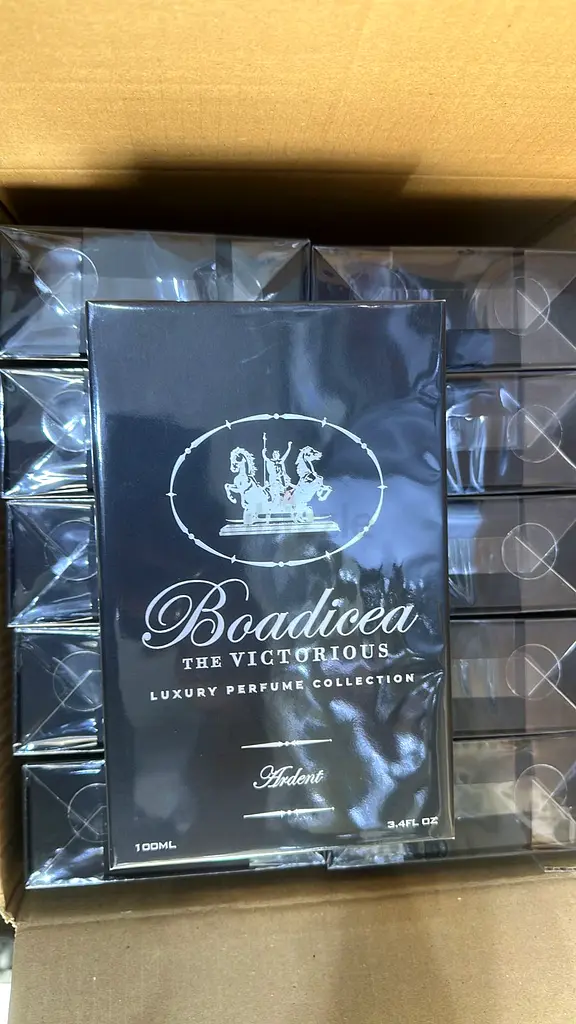 Boadicea
THE VICTORIOUS
LUXURY PERFUME COLLECTION
Ardent
100ML
3.4FL OZ